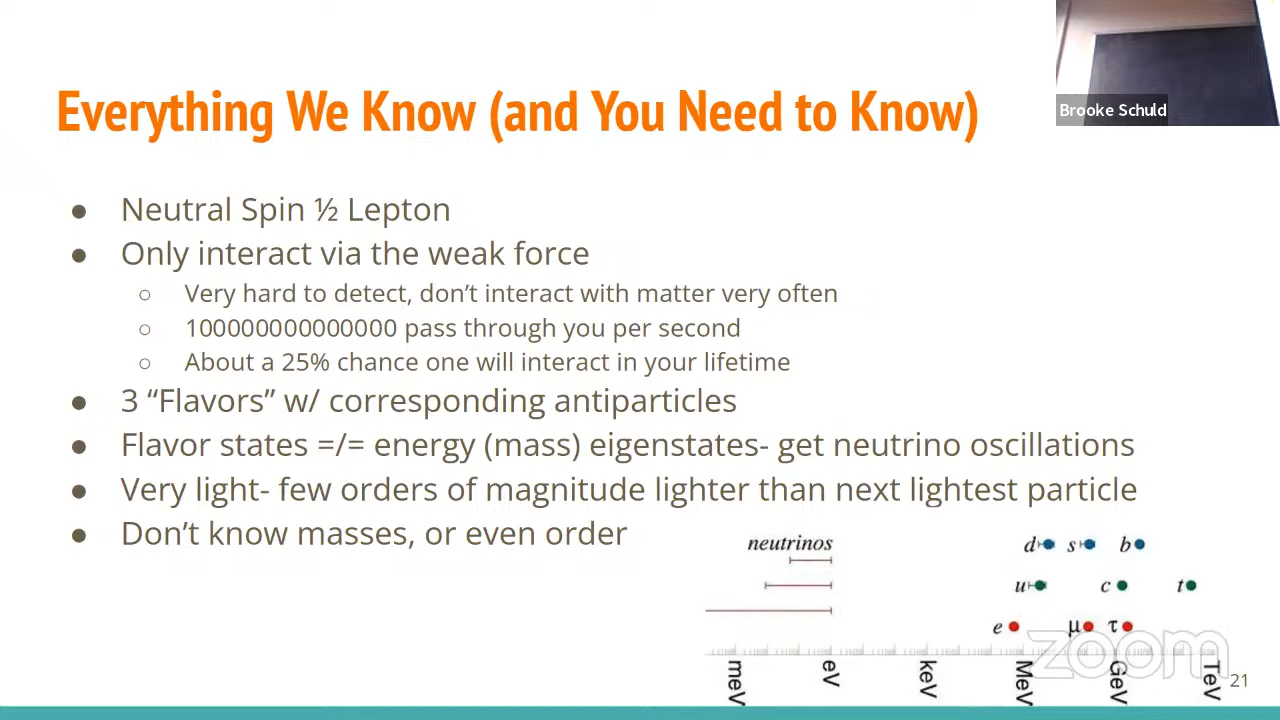 Everything We Know (and You Need to Know)
Brooke Schuld
● Neutral Spin ½ Lepton
● Only interact via the weak force
○ Very hard to detect, don't interact with matter very often
○ 100000000000000 pass through you per second
○ About a 25% chance one will interact in your lifetime
● 3 “Flavors” w/ corresponding antiparticles
● Flavor states =/= energy (mass) eigenstates- get neutrino oscillations
● Very light- few orders of magnitude lighter than next lightest particle
● Don't know masses, or even order
neutrinos d s b
u c t
e μ τ
zoom
meV eV keV MeV GeV TeV
21